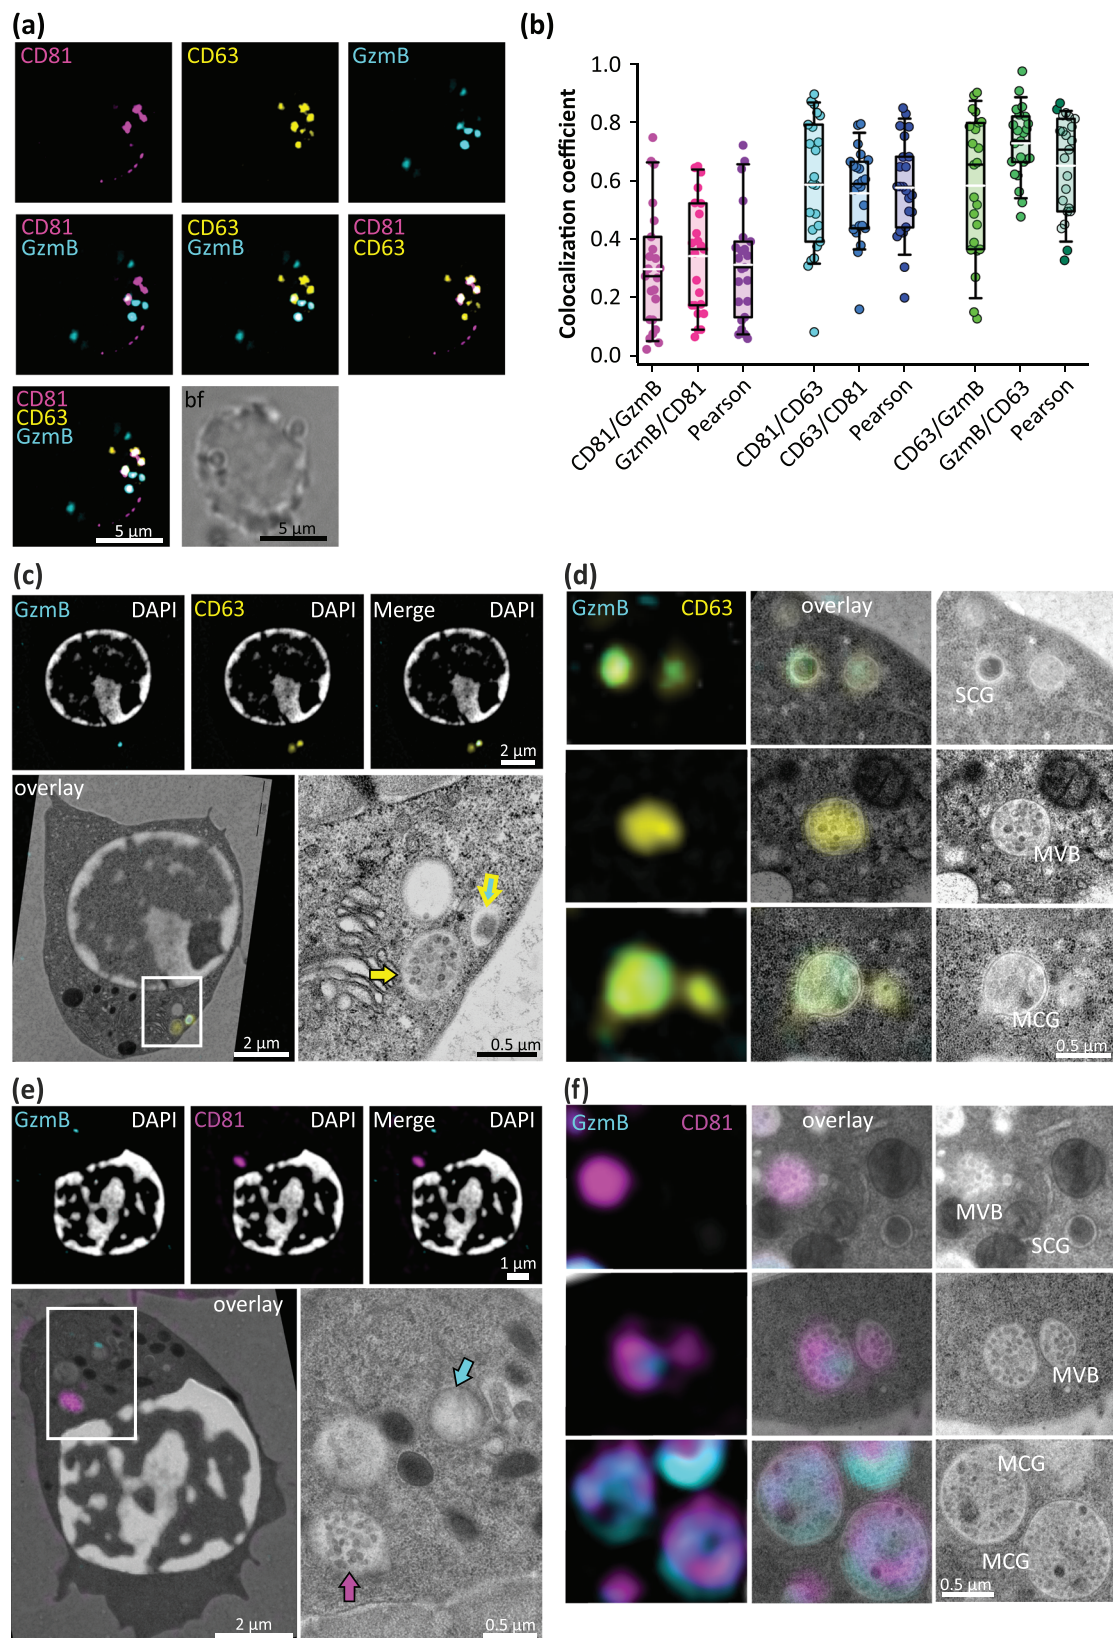 (a)
CD81
CD63
GzmB
CD81
GzmB
CD63
GzmB
CD81
CD63
CD81
CD63
GzmB
5 µm
bf
5 µm
(b)
Colocalization coefficient
1.0
0.8
0.6
0.4
0.2
0.0
CD81/GzmB
GzmB/CD81
Pearson
CD81/CD63
CD63/CD81
Pearson
CD63/GzmB
GzmB/CD63
Pearson
(c)
GzmB DAPI
CD63 DAPI
Merge DAPI
2 µm
overlay
2 µm
0.5 µm
(d)
GzmB CD63
overlay
SCG
MVB
MCG
0.5 µm
(e)
GzmB DAPI
CD81 DAPI
Merge DAPI
1 µm
overlay
2 µm
0.5 µm
(f)
GzmB CD81
overlay
MVB
SCG
MVB
MCG
MCG
0.5 µm